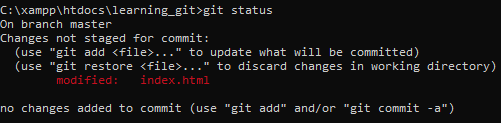 C:\xampp\htdocs\learning_git>git status
On branch master
Changes not staged for commit:
  (use "git add <file>..." to update what will be committed)
  (use "git restore <file>..." to discard changes in working directory)
        modified:   index.html

no changes added to commit (use "git add" and/or "git commit -a")